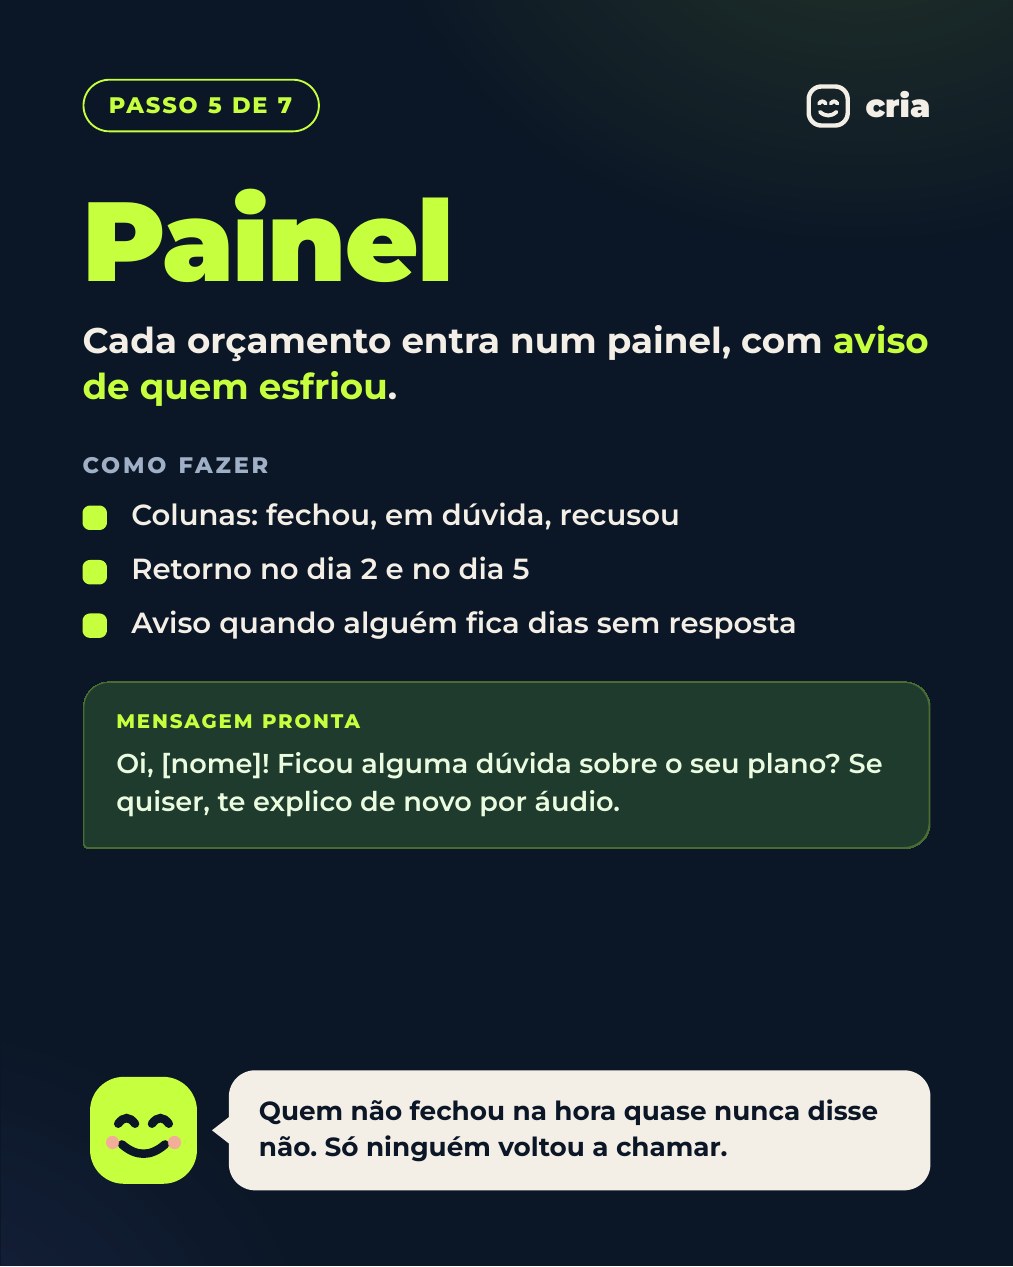 PASSO 5 DE 7
cria
Painel
Cada orçamento entra num painel, com aviso
de quem esfriou.
COMO FAZER
Colunas: fechou, em dúvida, recusou
Retorno no dia 2 e no dia 5
Aviso quando alguém fica dias sem resposta
MENSAGEM PRONTA
Oi, [nome]! Ficou alguma dúvida sobre o seu plano? Se
quiser, te explico de novo por áudio.
Quem não fechou na hora quase nunca disse
não. Só ninguém voltou a chamar.